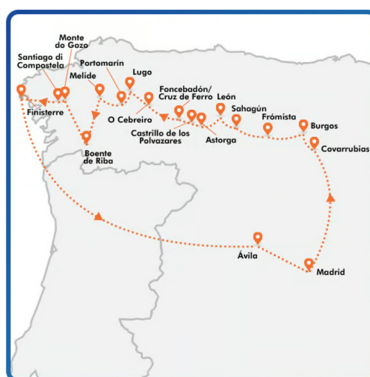 Monte
do Gozo
Santiago di
Compostela
Portomarín
Melide
Lugo
Foncebadón/
Cruz de Ferro
León
Sahagún
Frómista
Burgos
Finisterre
O Cebreiro
Castrillo de los
Polvazares
Astorga
Covarrubias
Boente
de Riba
Ávila
Madrid